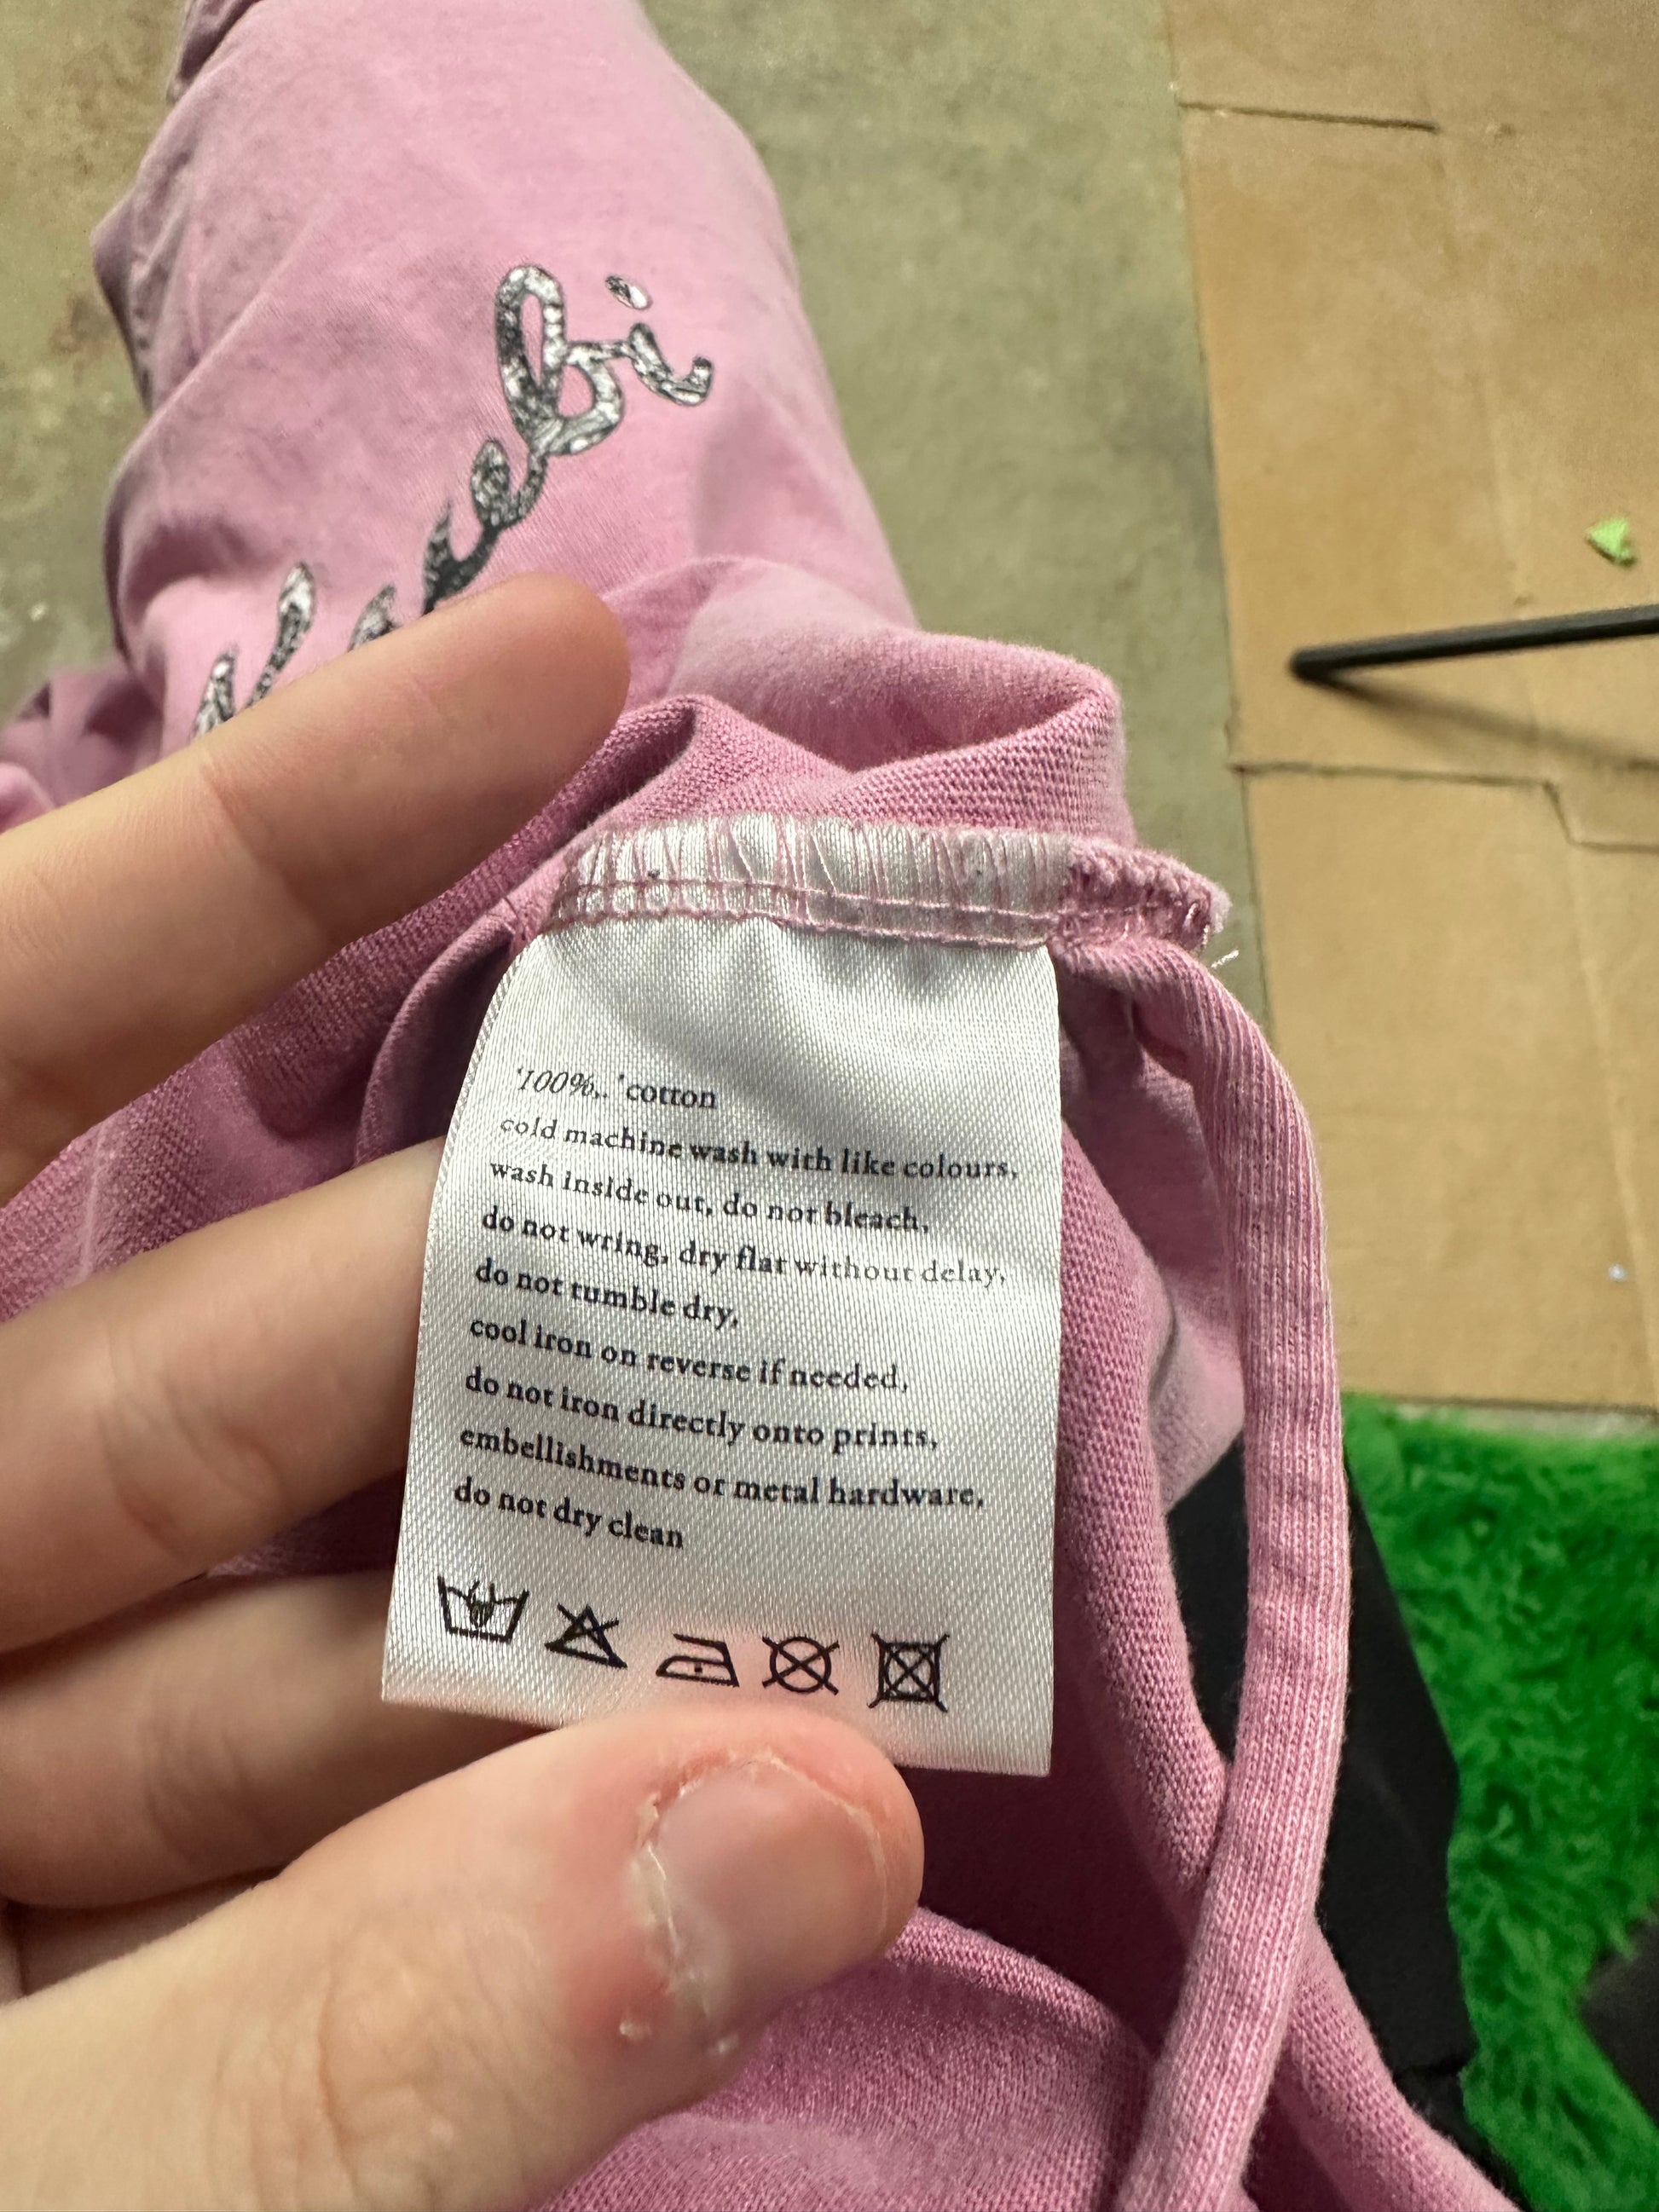 '100%.. 'cotton
cold machine wash with like colours,
wash inside out, do not bleach,
do not wring, dry flat without delay,
do not tumble dry,
cool iron on reverse if needed,
do not iron directly onto prints,
embellishments or metal hardware,
do not dry clean